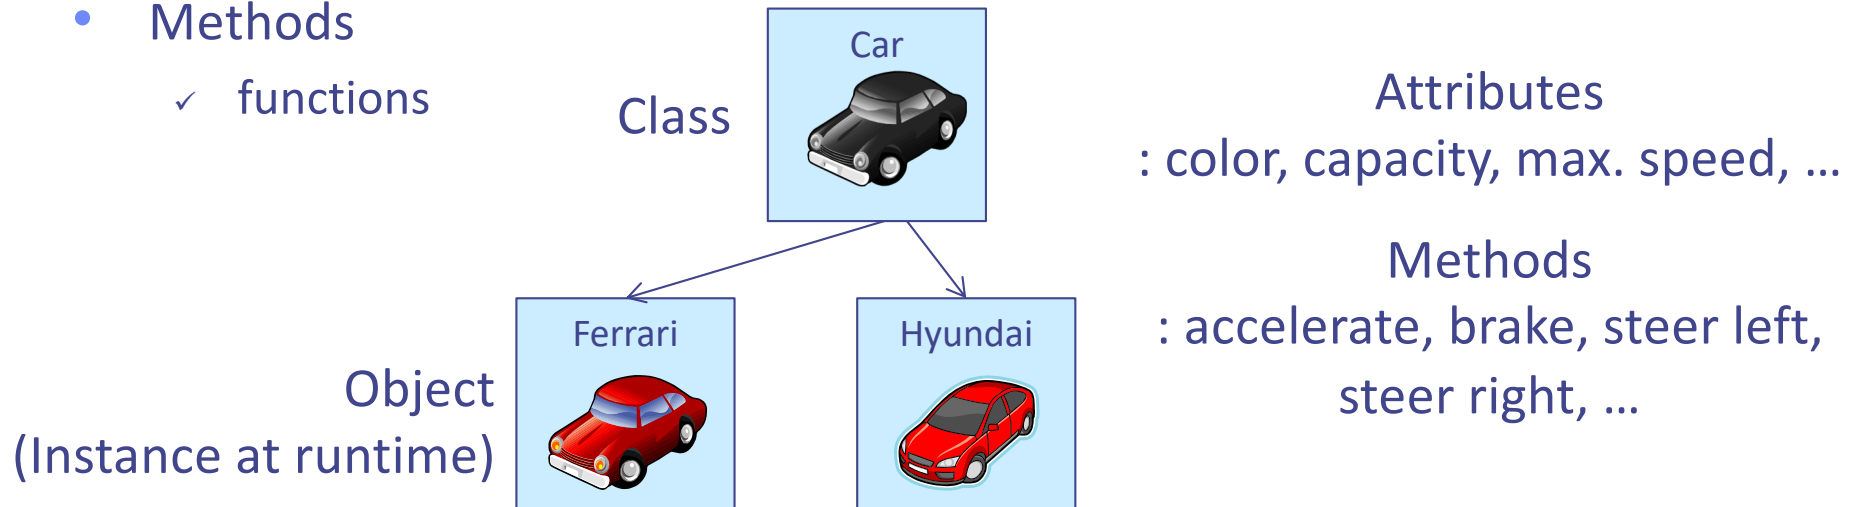 • Methods
✓ functions
Class
Car
Attributes
: color, capacity, max. speed, ...
Methods
: accelerate, brake, steer left,
steer right, ...
Object
(Instance at runtime)
Ferrari
Hyundai